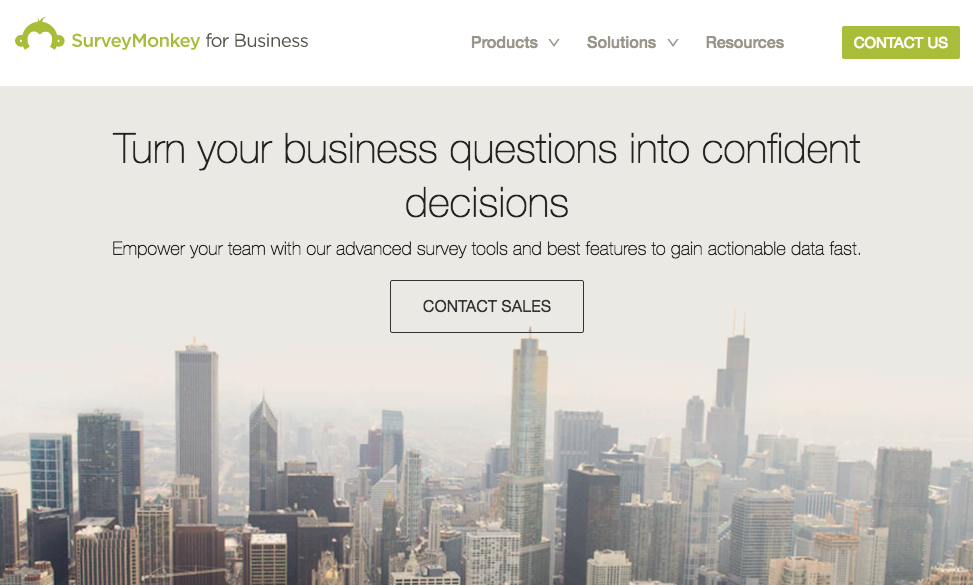 SurveyMonkey for Business
Products
Solutions
Resources
CONTACT US
Turn your business questions into confident
decisions
Empower your team with our advanced survey tools and best features to gain actionable data fast.
CONTACT SALES